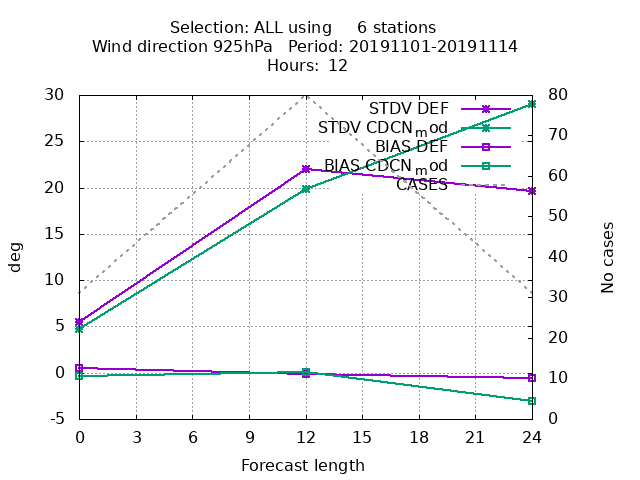 Selection: ALL using     6 stations
Wind direction 925hPa   Period: 20191101-20191114
Hours: 12
30
25
20
15
10
5
0
-5
deg
80
70
60
50
40
30
20
10
0
No cases
STDV DEF
STDV CDCN_mod
BIAS DEF
BIAS CDCN_mod
CASES
0 3 6 9 12 15 18 21 24
Forecast length